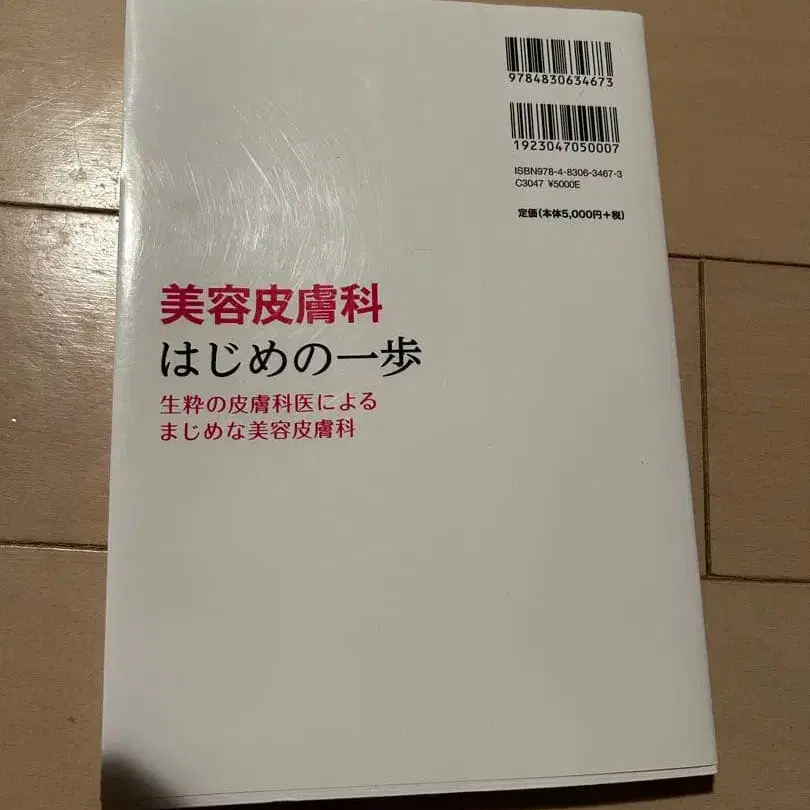 9784830634673
1923047050007
ISBN978-4-8306-3467-3
C3047 ¥5000E
定価(本体5,000円+税)
美容皮膚科
はじめの一歩
生粋の皮膚科医による
まじめな美容皮膚科